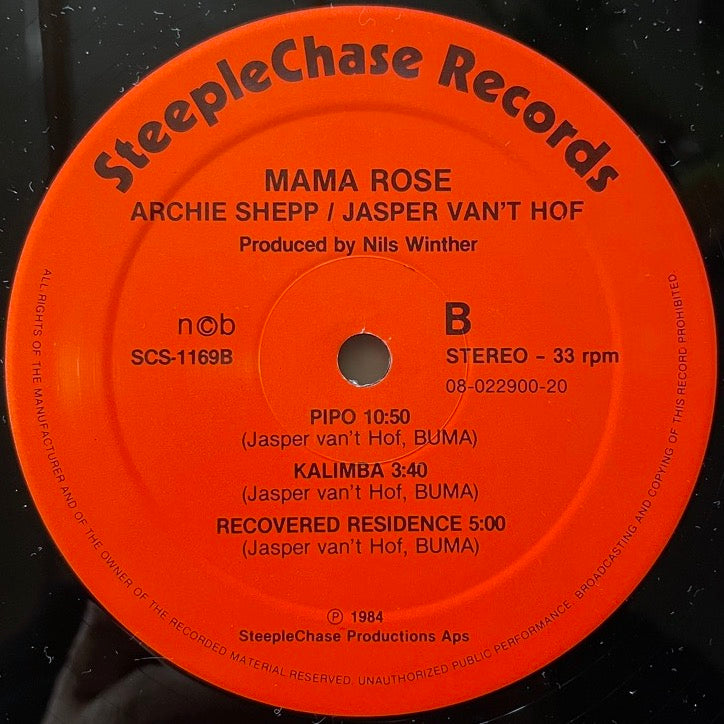 SteepleChase Records
MAMA ROSE
ARCHIE SHEPP / JASPER VAN'T HOF
Produced by Nils Winther
n©b
SCS-1169B
B
STEREO - 33 rpm
08-022900-20
PIPO 10:50
(Jasper van't Hof, BUMA)
KALIMBA 3:40
(Jasper van't Hof, BUMA)
RECOVERED RESIDENCE 5:00
(Jasper van't Hof, BUMA)
℗ 1984
SteepleChase Productions Aps
ALL RIGHTS OF THE MANUFACTURER AND OF THE OWNER OF THE RECORDED MATERIAL RESERVED. UNAUTHORIZED PUBLIC PERFORMANCE. BROADCASTING AND COPYING OF THIS RECORD PROHIBITED.